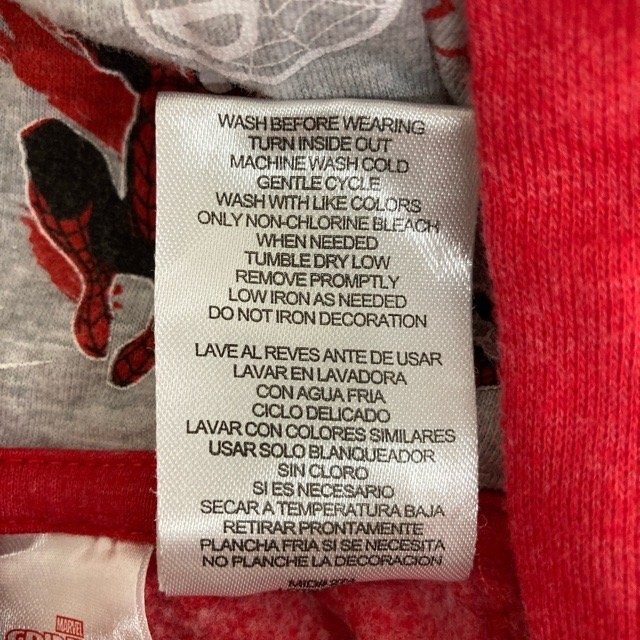 WASH BEFORE WEARING
TURN INSIDE OUT
MACHINE WASH COLD
GENTLE CYCLE
WASH WITH LIKE COLORS
ONLY NON-CHLORINE BLEACH
WHEN NEEDED
TUMBLE DRY LOW
REMOVE PROMPTLY
LOW IRON AS NEEDED
DO NOT IRON DECORATION
LAVE AL REVES ANTE DE USAR
LAVAR EN LAVADORA
CON AGUA FRIA
CICLO DELICADO
LAVAR CON COLORES SIMILARES
USAR SOLO BLANQUEADOR
SIN CLORO
SI ES NECESARIO
SECAR A TEMPERATURA BAJA
RETIRAR PRONTAMENTE
PLANCHA FRIA SI SE NECESITA
NO PLANCHE LA DECORACION
MARVEL